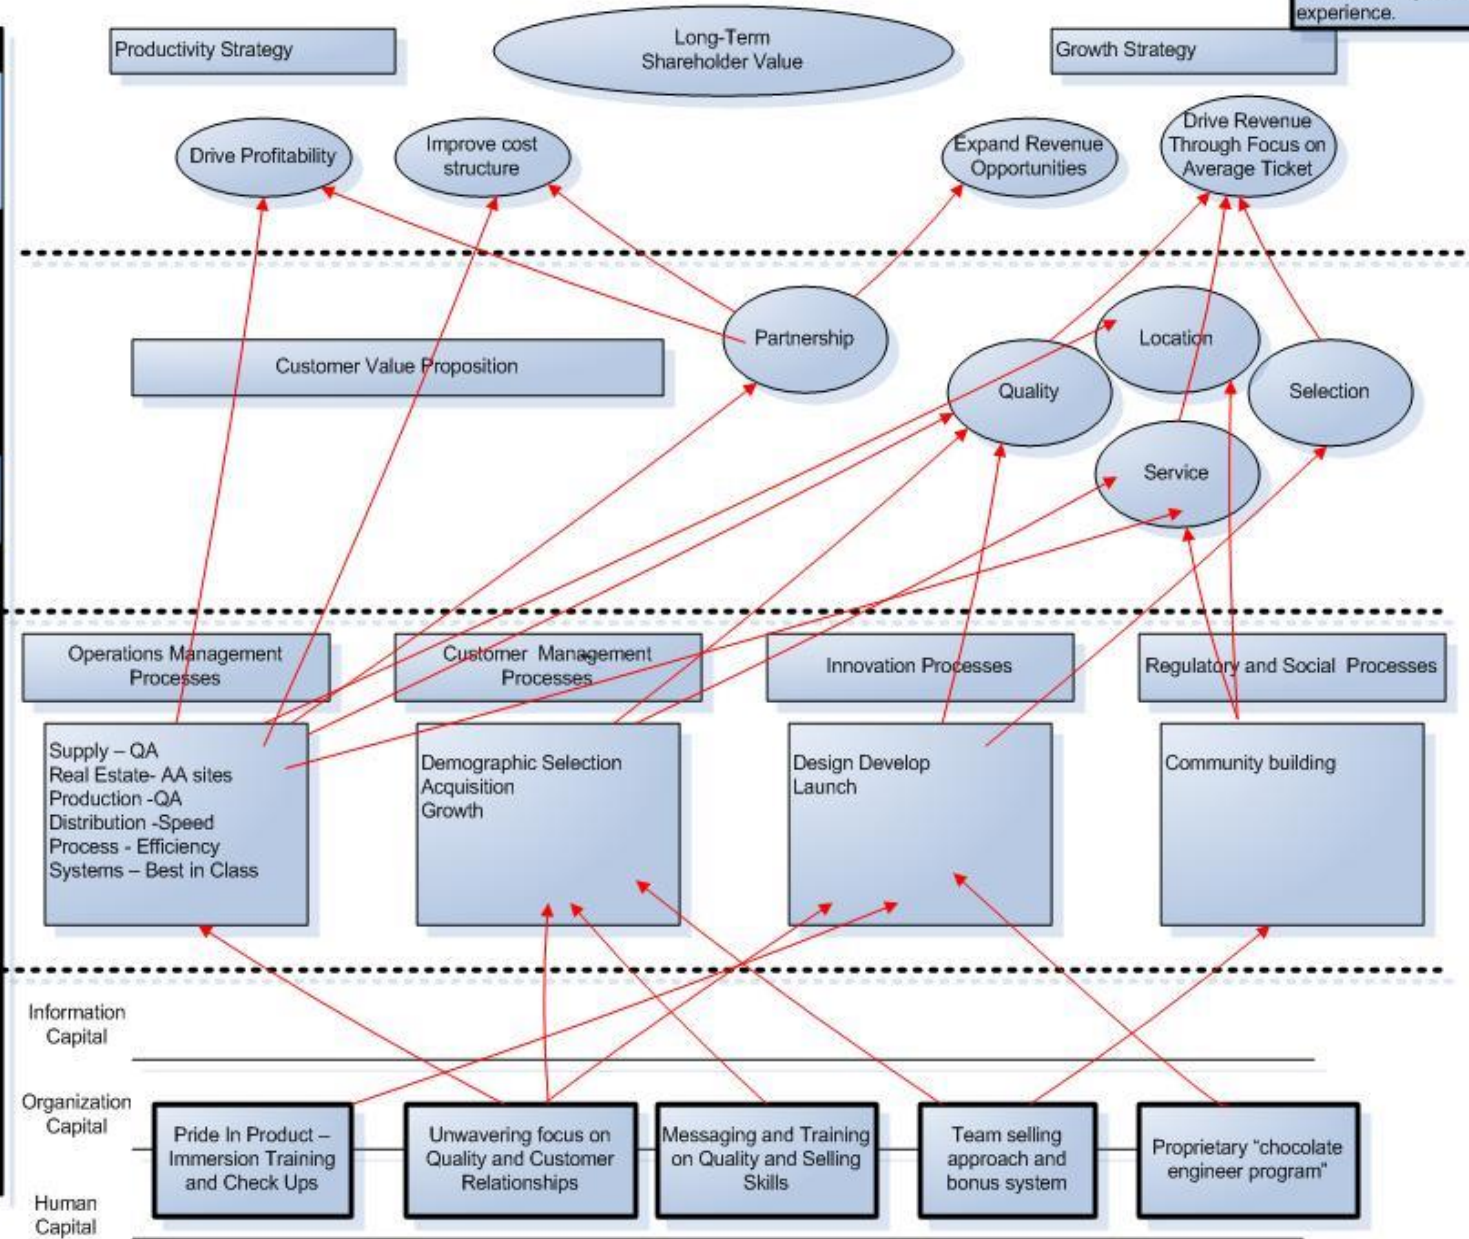 experience.
Productivity Strategy
Long-Term
Shareholder Value
Growth Strategy
Drive Profitability
Improve cost
structure
Expand Revenue
Opportunities
Drive Revenue
Through Focus on
Average Ticket
Partnership
Location
Customer Value Proposition
Quality
Selection
Service
Operations Management
Processes
Customer Management
Processes
Innovation Processes
Regulatory and Social Processes
Supply – QA
Real Estate- AA sites
Production -QA
Distribution -Speed
Process - Efficiency
Systems – Best in Class
Demographic Selection
Acquisition
Growth
Design Develop
Launch
Community building
Information
Capital
Organization
Capital
Pride In Product –
Immersion Training
and Check Ups
Unwavering focus on
Quality and Customer
Relationships
Messaging and Training
on Quality and Selling
Skills
Team selling
approach and
bonus system
Proprietary “chocolate
engineer program”
Human
Capital